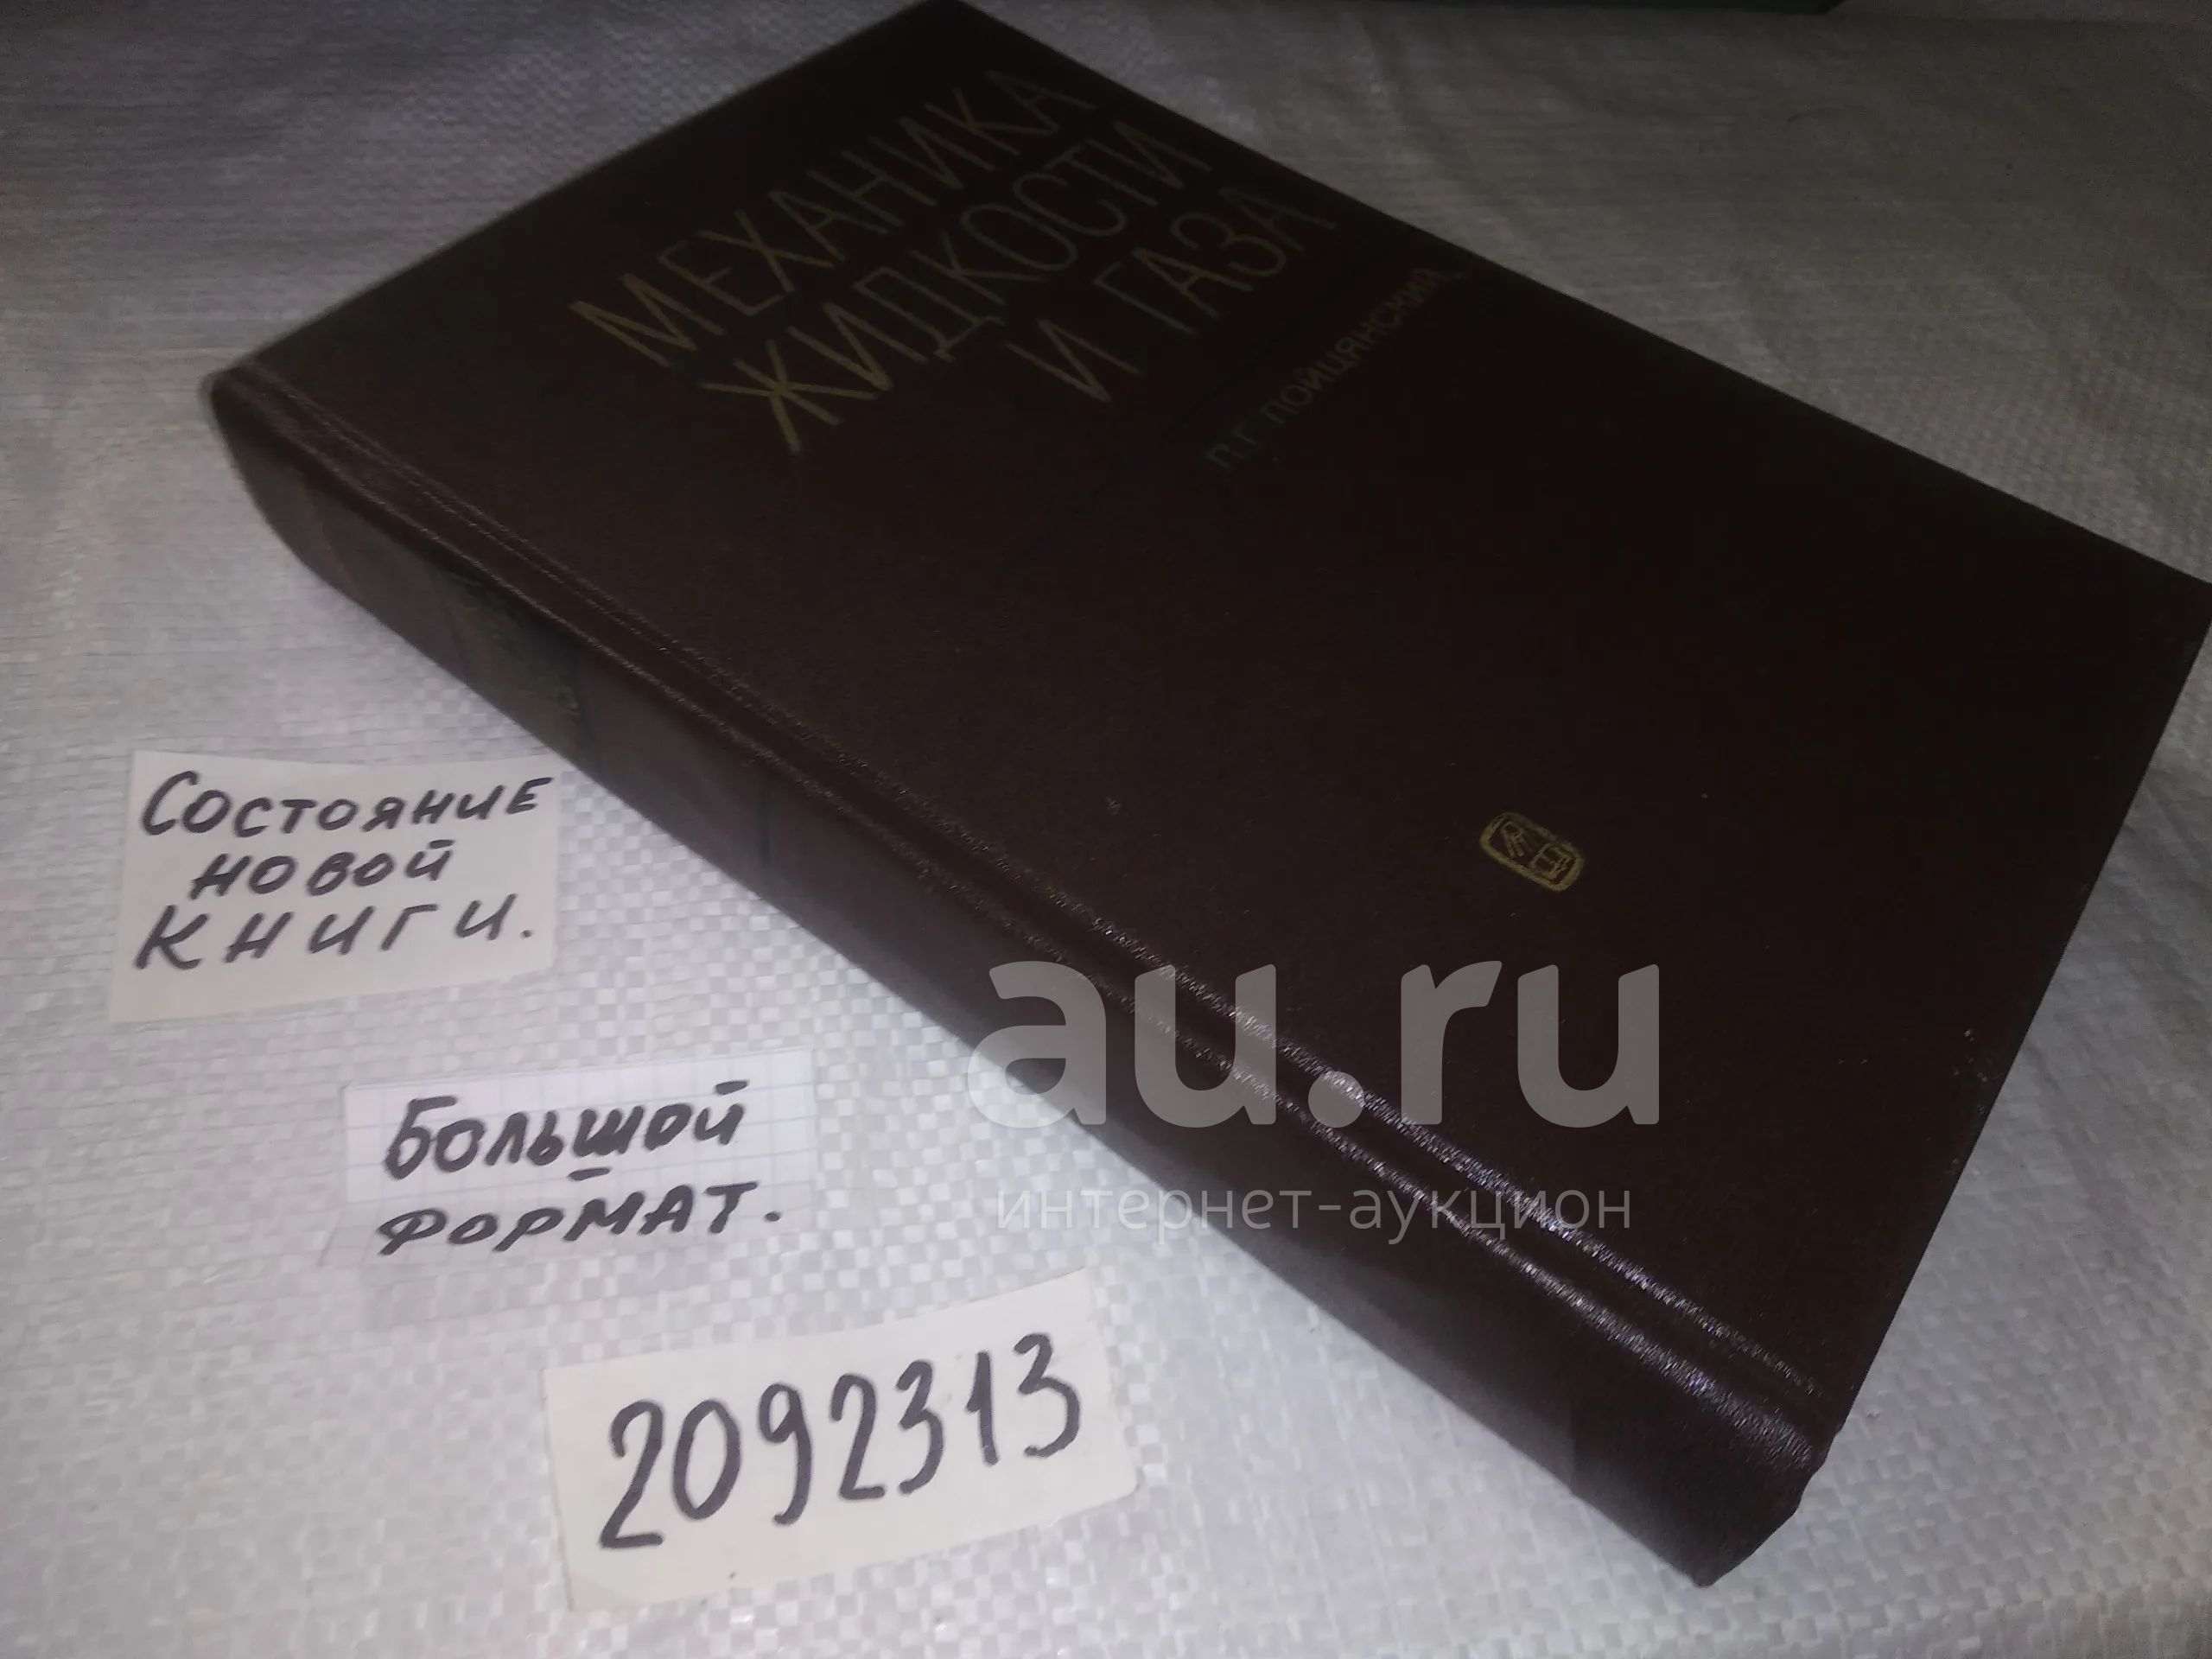 МЕХАНИКА
ЖИДКОСТИ
И ГАЗА
Л.Г. ЛОЙЦЯНСКИЙ
Состояние
новой
книги.
Большой
формат.
2092313
au.ru
интернет-аукцион